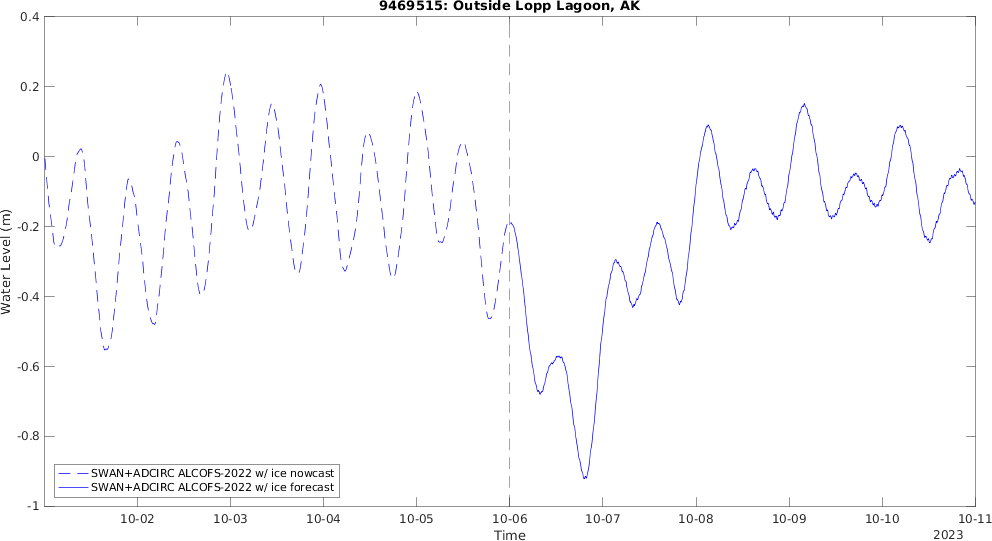 9469515: Outside Lopp Lagoon, AK
Water Level (m)
0.4
0.2
0
-0.2
-0.4
-0.6
-0.8
-1
SWAN+ADCIRC ALCOFS-2022 w/ ice nowcast
SWAN+ADCIRC ALCOFS-2022 w/ ice forecast
10-02 10-03 10-04 10-05 10-06 10-07 10-08 10-09 10-10 10-11
Time
2023